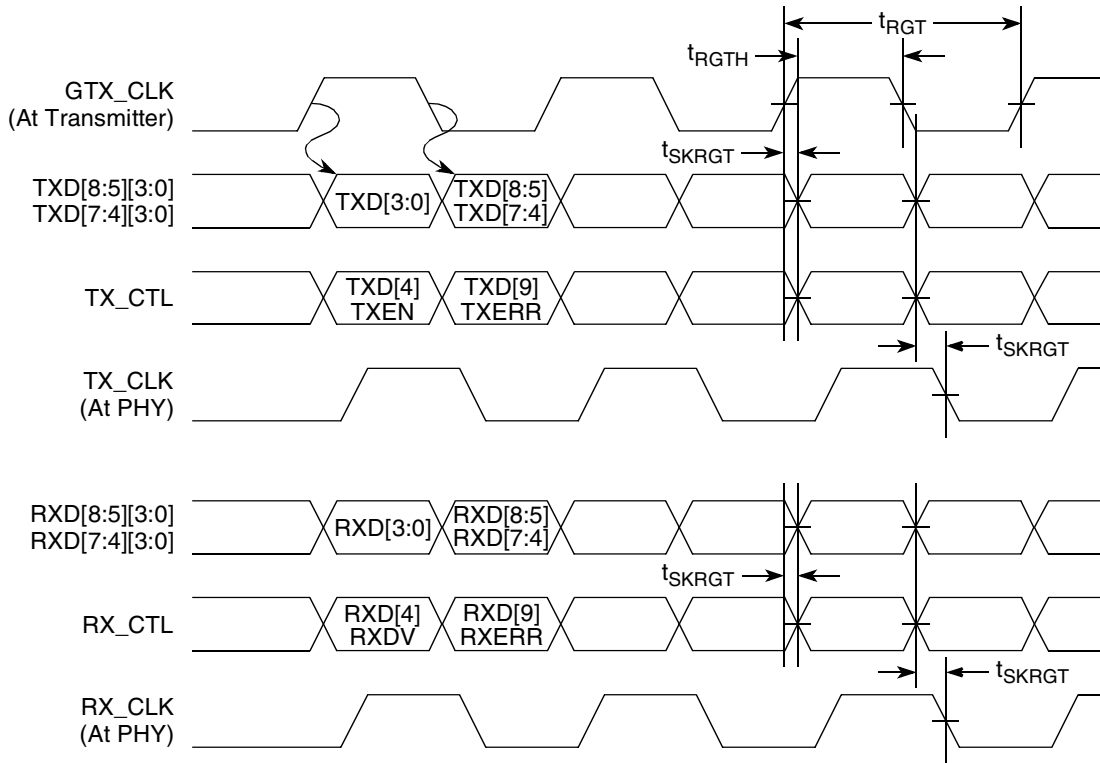 tRGT
tRGTH
GTX_CLK
(At Transmitter)
tSKRGT
TXD[8:5][3:0]
TXD[7:4][3:0]
TXD[3:0]
TXD[8:5]
TXD[7:4]
TX_CTL
TXD[4]
TXEN
TXD[9]
TXERR
tSKRGT
TX_CLK
(At PHY)
RXD[8:5][3:0]
RXD[7:4][3:0]
RXD[3:0]
RXD[8:5]
RXD[7:4]
tSKRGT
RX_CTL
RXD[4]
RXDV
RXD[9]
RXERR
tSKRGT
RX_CLK
(At PHY)